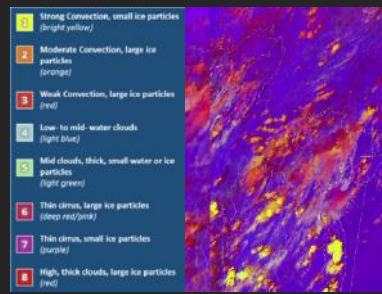 1
Strong Convection, small ice particles
(bright yellow)
2
Moderate Convection, large ice
particles
(orange)
3
Weak Convection, large ice particles
(red)
4
Low- to mid- water clouds
(light blue)
5
Mid clouds, thick, small water or ice
particles
(light green)
6
Thin cirrus, large ice particles
(deep red/pink)
7
Thin cirrus, small ice particles
(purple)
8
High, thick clouds, large ice particles
(red)